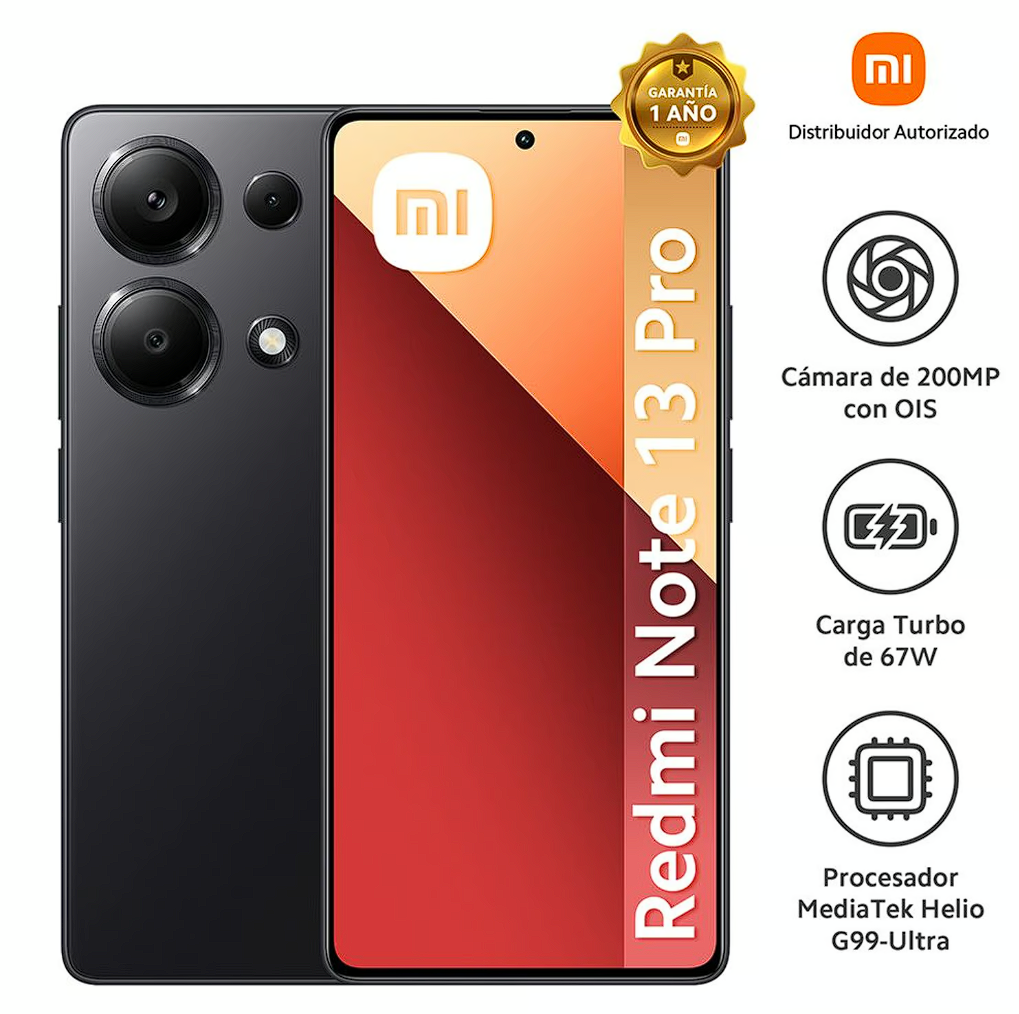 GARANTÍA
1 AÑO
mi
mi
Distribuidor Autorizado
mi
Redmi Note 13 Pro
Cámara de 200MP
con OIS
Carga Turbo
de 67W
Procesador
MediaTek Helio
G99-Ultra